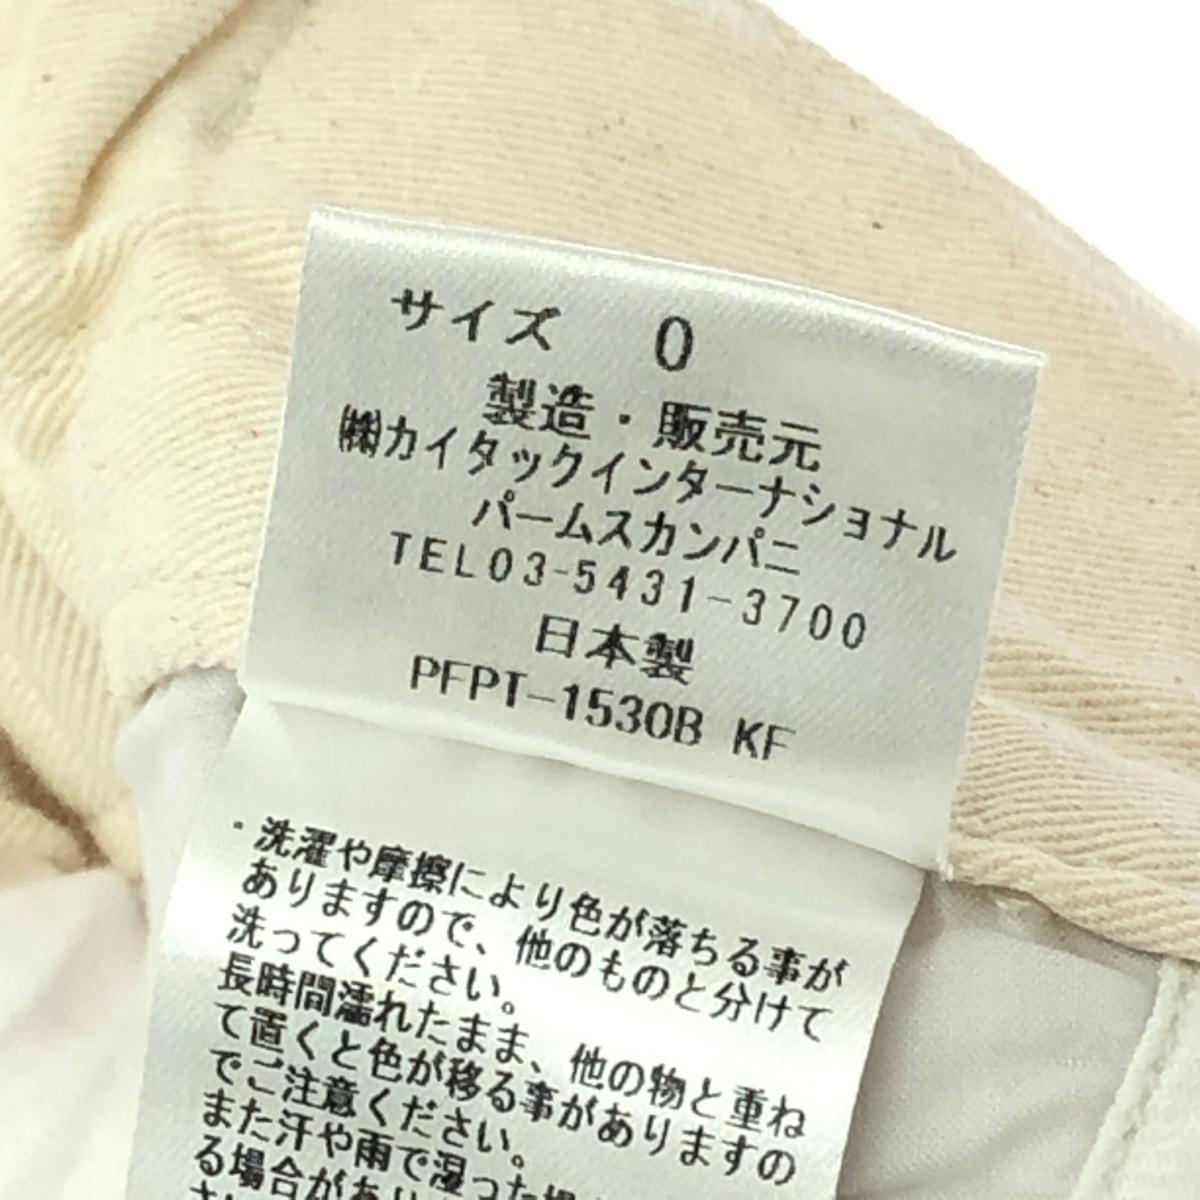 サイズ 0
製造・販売元
㈱カイタックインターナショナル
パームスカンパニ
TEL03-5431-3700
日本製
PFPT-1530B KF
・洗濯や摩擦により色が落ちる事が
ありますので、他のものと分けて
洗ってください。
長時間濡れたまま、他の物と重ね
て置くと色が移る事がありますの
でご注意ください。
また汗や雨で湿った場
る場合があり